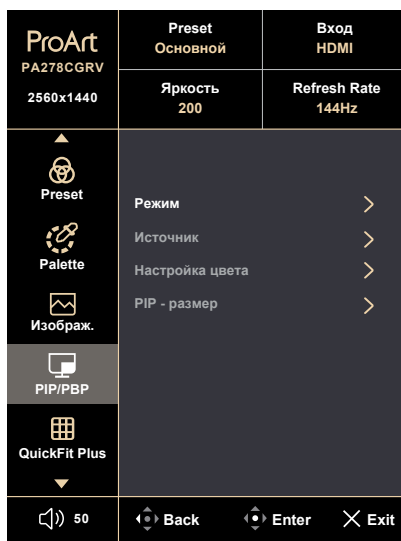 ProArt
PA278CGRV
2560x1440
Preset
Основной
Вход
HDMI
Яркость
200
Refresh Rate
144Hz
Preset
Palette
Изображ.
PIP/PBP
QuickFit Plus
Режим
Источник
Настройка цвета
PIP - размер
50
Back
Enter
Exit